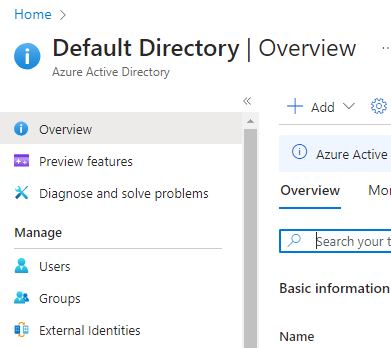 Home
Default Directory | Overview
Azure Active Directory
Overview
Preview features
Diagnose and solve problems
Manage
Users
Groups
External Identities
Add
Azure Active
Overview
Mo
Search your t
Basic information
Name